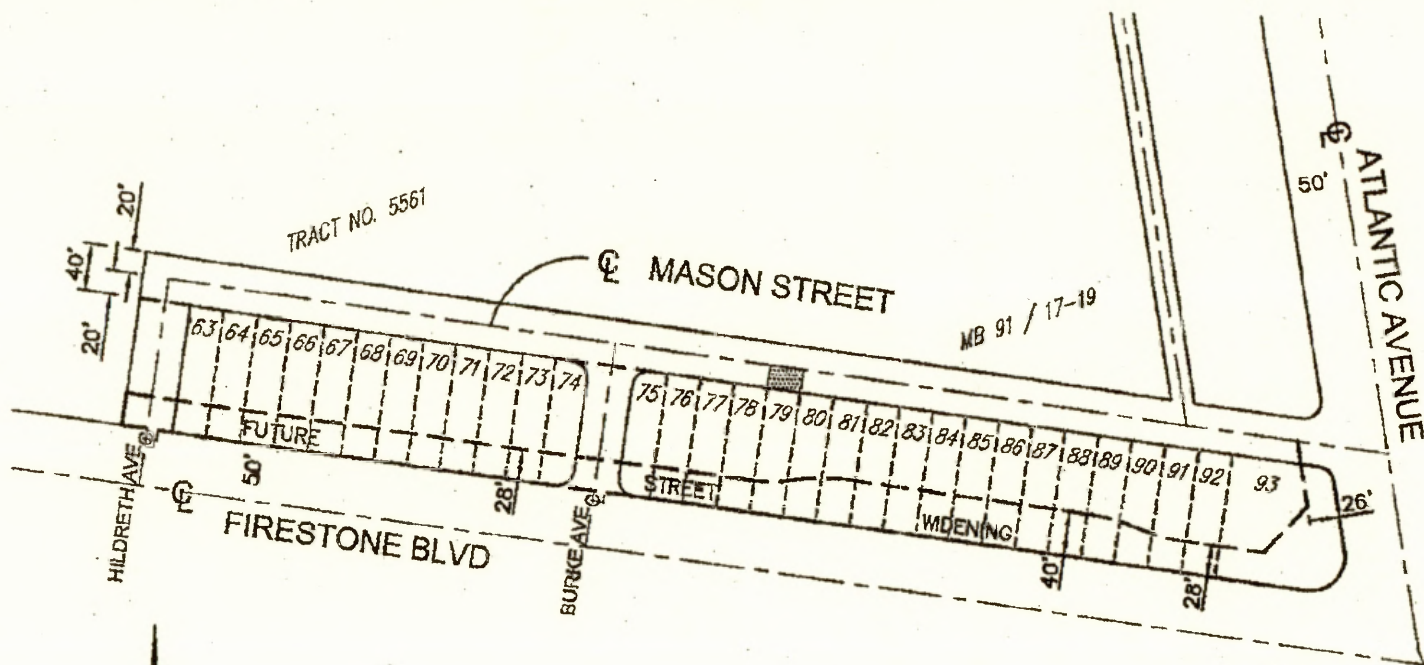 TRACT NO. 5561
℄ MASON STREET
MB 91 / 17-19
℄ ATLANTIC AVENUE
50'
20'
40'
20'
63 64 65 66 67 68 69 70 71 72 73 74
75 76 77 78 79 80 81 82 83 84 85 86 87 88 89 90 91 92 93
FUTURE
STREET
WIDENING
50'
28'
40'
28'
26'
HILDRETH AVE
BURKE AVE
℄ FIRESTONE BLVD